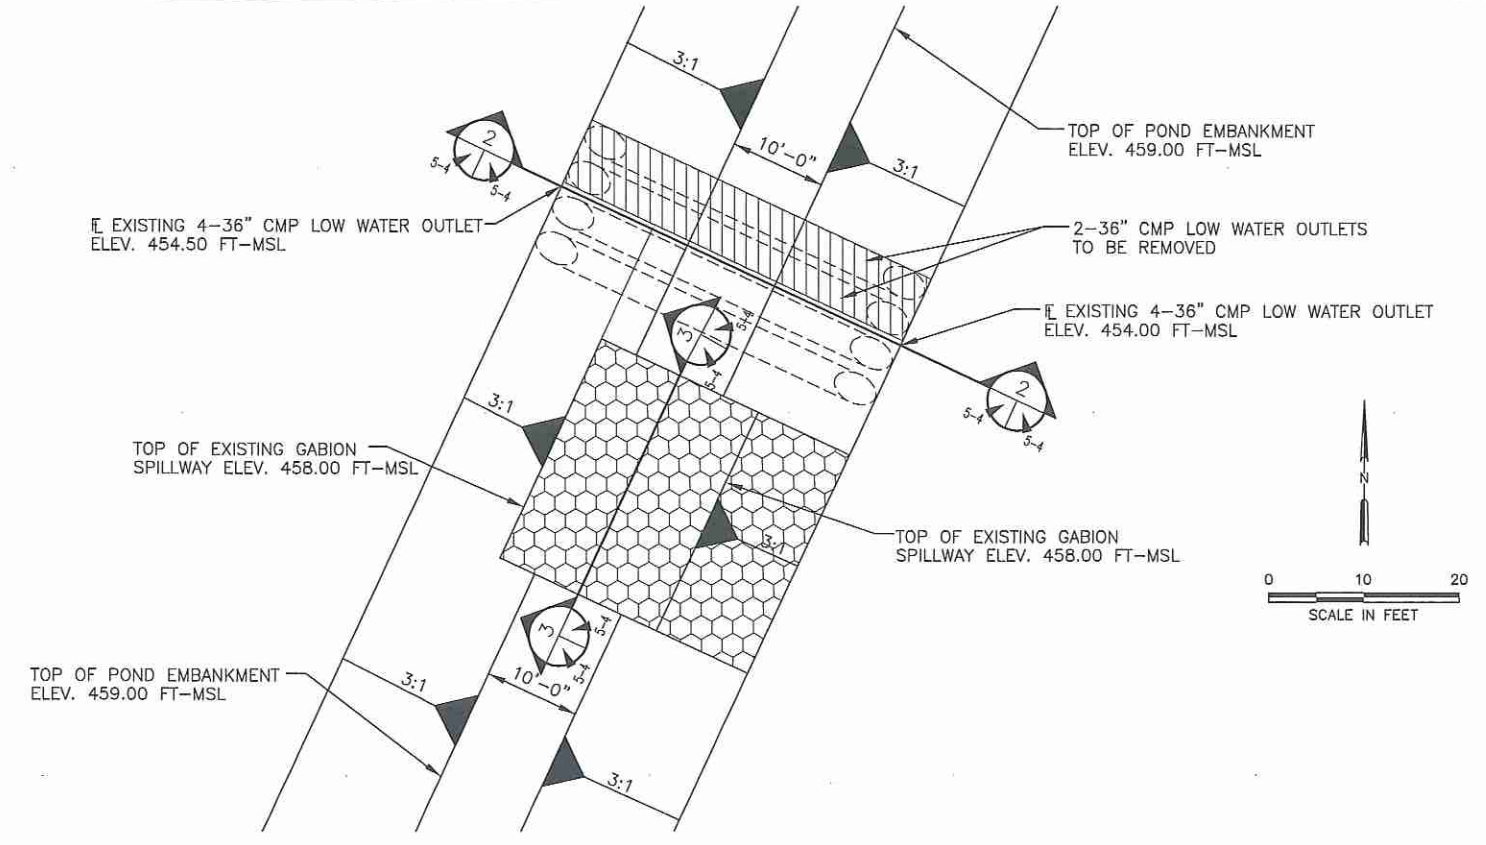 3:1
TOP OF POND EMBANKMENT
ELEV. 459.00 FT-MSL
2
5-4
5-4
10'-0"
3:1
℄ EXISTING 4-36" CMP LOW WATER OUTLET
ELEV. 454.50 FT-MSL
2-36" CMP LOW WATER OUTLETS
TO BE REMOVED
℄ EXISTING 4-36" CMP LOW WATER OUTLET
ELEV. 454.00 FT-MSL
3
5-4
5-4
2
5-4
5-4
3:1
TOP OF EXISTING GABION
SPILLWAY ELEV. 458.00 FT-MSL
N
TOP OF EXISTING GABION
SPILLWAY ELEV. 458.00 FT-MSL
3:1
0 10 20
SCALE IN FEET
3
5-4
5-4
TOP OF POND EMBANKMENT
ELEV. 459.00 FT-MSL
3:1
10'-0"
3:1